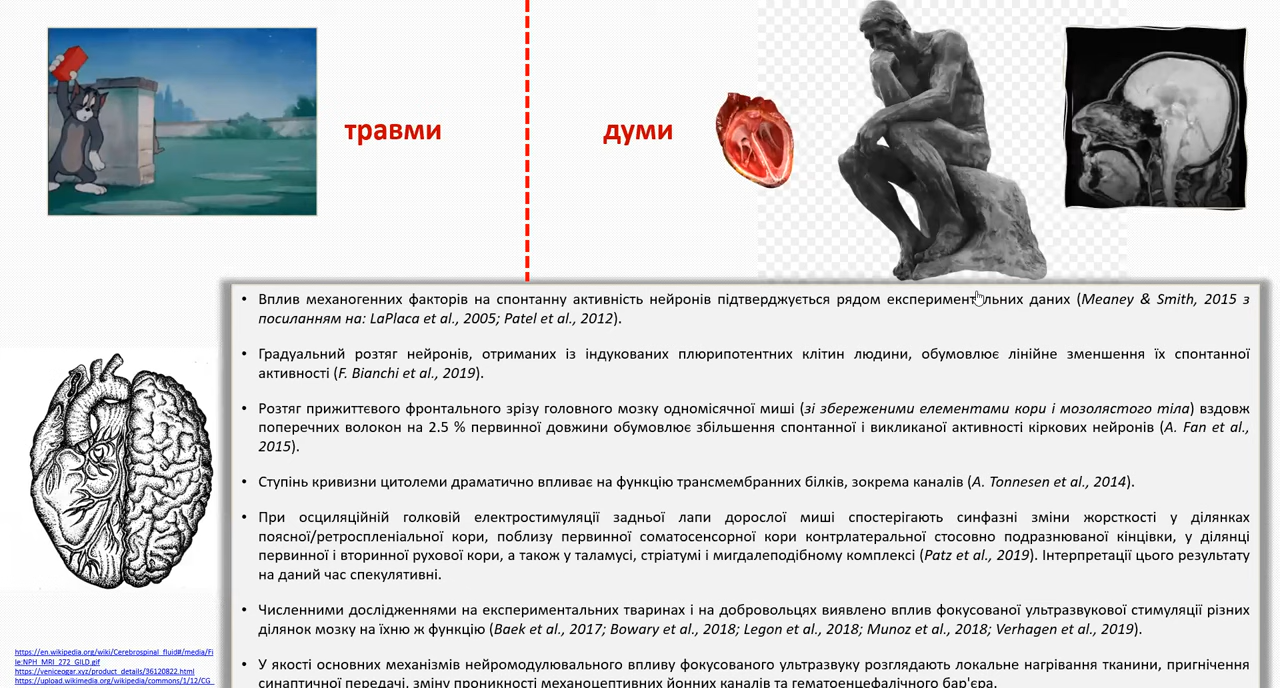 травми
думи
• Вплив механогенних факторів на спонтанну активність нейронів підтверджується рядом експериментальних даних (Meaney & Smith, 2015 з
посиланням на: LaPlaca et al., 2005; Patel et al., 2012).
• Градуальний розтяг нейронів, отриманих із індукованих плюрипотентних клітин людини, обумовлює лінійне зменшення їх спонтанної
активності (F. Bianchi et al., 2019).
• Розтяг прижиттєвого фронтального зрізу головного мозку одномісячної миші (зі збереженими елементами кори і мозолястого тіла) вздовж
поперечних волокон на 2.5 % первинної довжини обумовлює збільшення спонтанної і викликаної активності кіркових нейронів (A. Fan et al.,
2015).
• Ступінь кривизни цитолеми драматично впливає на функцію трансмембранних білків, зокрема каналів (A. Tonnesen et al., 2014).
• При осциляційній голковій електростимуляції задньої лапи дорослої миші спостерігають синфазні зміни жорсткості у ділянках
поясної/ретроспленіальної кори, поблизу первинної соматосенсорної кори контрлатеральної стосовно подразнюваної кінцівки, у ділянці
первинної і вторинної рухової кори, а також у таламусі, стріатумі і мигдалеподібному комплексі (Patz et al., 2019). Інтерпретації цього результату
на даний час спекулятивні.
• Численними дослідженнями на експериментальних тваринах і на добровольцях виявлено вплив фокусованої ультразвукової стимуляції різних
ділянок мозку на їхню ж функцію (Baek et al., 2017; Bowary et al., 2018; Legon et al., 2018; Munoz et al., 2018; Verhagen et al., 2019).
• У якості основних механізмів нейромодулювального впливу фокусованого ультразвуку розглядають локальне нагрівання тканини, пригнічення
синаптичної передачі, зміну проникності механоцептивних йонних каналів та гематоенцефалічного бар'єра.
https://en.wikipedia.org/wiki/Cerebrospinal_fluid#/media/Fi
le:NPH_MRI_272_GILD.gif
https://veniceogar.xyz/product_details/36120822.html
https://upload.wikimedia.org/wikipedia/commons/1/12/CG_